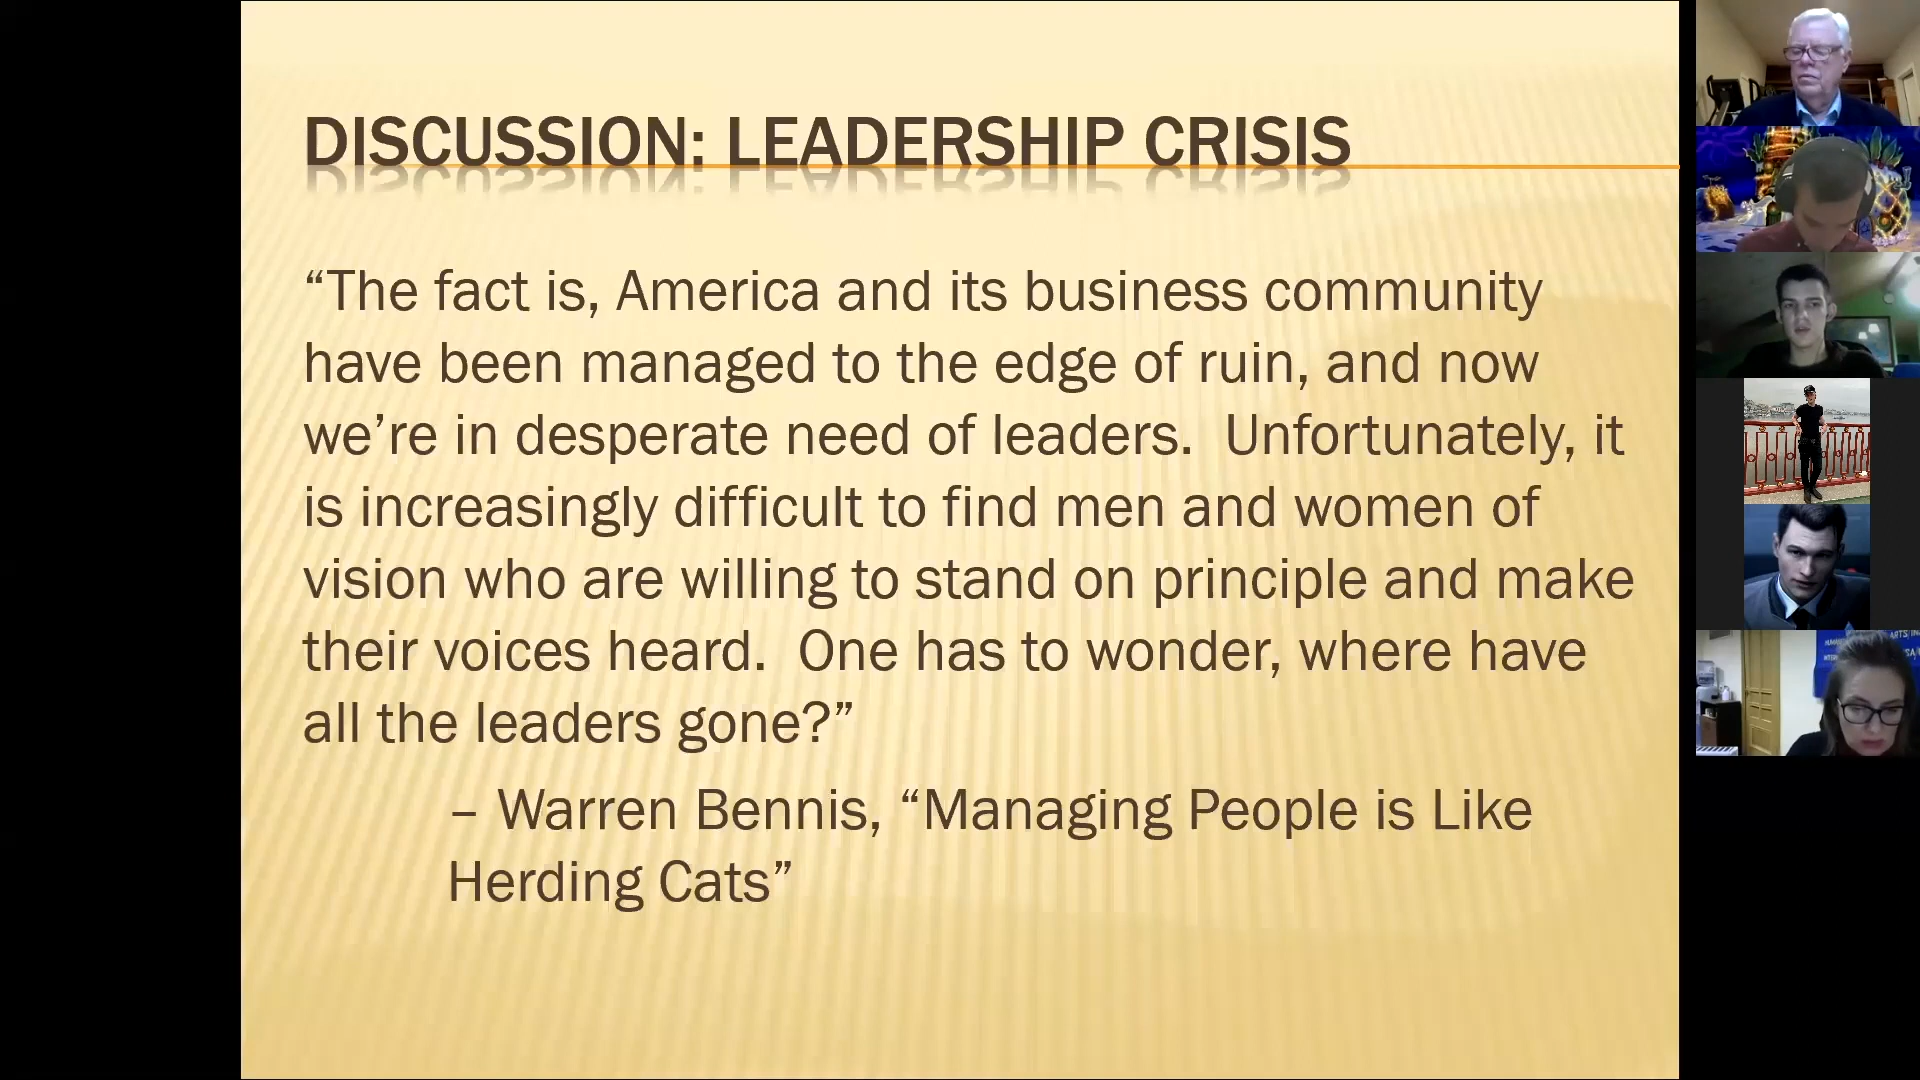 DISCUSSION: LEADERSHIP CRISIS
“The fact is, America and its business community
have been managed to the edge of ruin, and now
we’re in desperate need of leaders.  Unfortunately, it
is increasingly difficult to find men and women of
vision who are willing to stand on principle and make
their voices heard.  One has to wonder, where have
all the leaders gone?”
– Warren Bennis, “Managing People is Like
Herding Cats”
ARTS